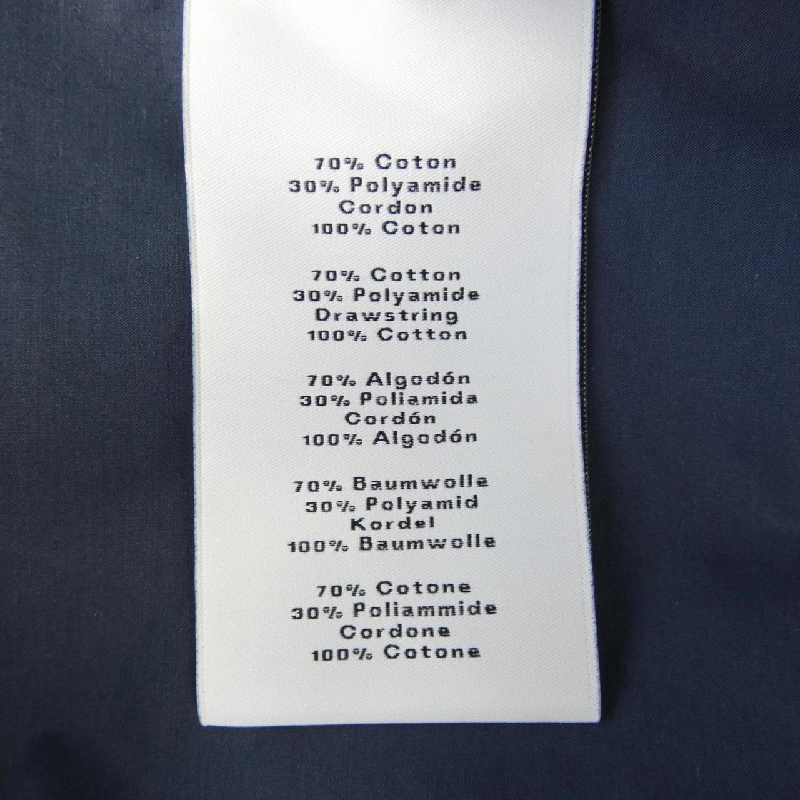 70% Coton
30% Polyamide
Cordon
100% Coton
70% Cotton
30% Polyamide
Drawstring
100% Cotton
70% Algodón
30% Poliamida
Cordón
100% Algodón
70% Baumwolle
30% Polyamid
Kordel
100% Baumwolle
70% Cotone
30% Poliammide
Cordone
100% Cotone